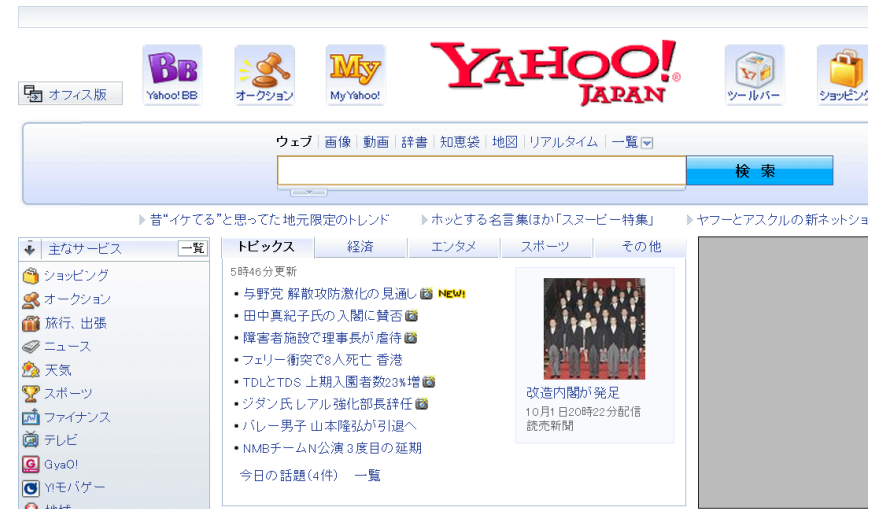 オフィス版
BB
Yahoo! BB
オークション
My
My Yahoo!
YAHOO!
JAPAN
ツールバー
ショッピング
ウェブ 画像 動画 辞書 知恵袋 地図 リアルタイム 一覧
検 索
昔“イケてる”と思ってた地元限定のトレンド ホッとする名言集ほか「スヌーピー特集」 ヤフーとアスクルの新ネットショ
主なサービス 一覧
ショッピング
オークション
旅行、出張
ニュース
天気
スポーツ
ファイナンス
テレビ
GyaO!
Y!モバゲー
地域
トピックス 経済 エンタメ スポーツ その他
5時46分更新
与野党 解散攻防激化の見通し NEW!
田中真紀子氏の入閣に賛否
障害者施設で理事長が虐待
フェリー衝突で8人死亡 香港
TDLとTDS 上期入園者数23%増
ジダン氏 レアル強化部長辞任
バレー男子 山本隆弘が引退へ
NMBチームN公演 3度目の延期
今日の話題(4件) 一覧
改造内閣が発足
10月1日20時22分配信
読売新聞